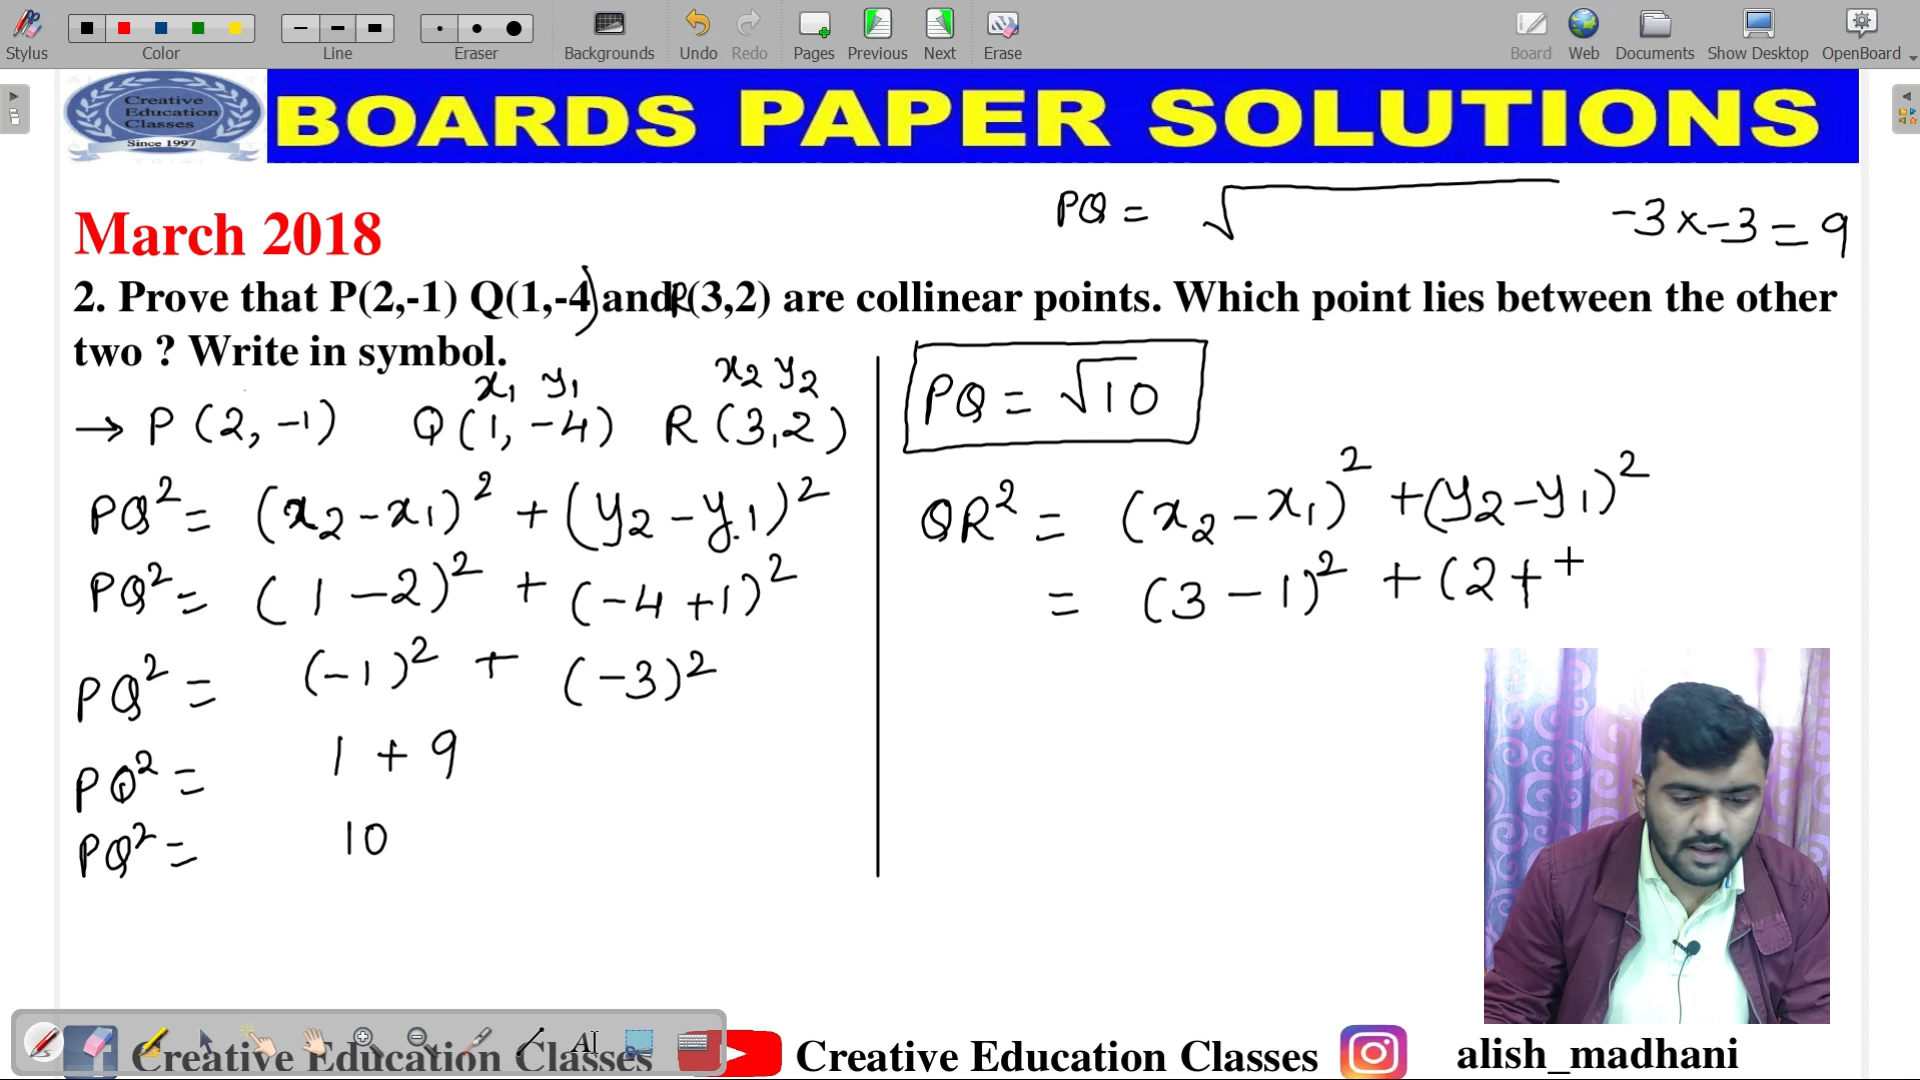 Stylus Color Line Eraser Backgrounds Undo Redo Pages Previous Next Erase Board Web Documents Show Desktop OpenBoard
Creative
Education
Classes
Since 1997
BOARDS PAPER SOLUTIONS
PQ = √
-3 x -3 = 9
March 2018
2. Prove that P(2,-1) Q(1,-4) and R(3,2) are collinear points. Which point lies between the other
two ? Write in symbol.
x₁ y₁ x₂ y₂
→ P (2, -1) Q (1, -4) R (3,2)
PQ² = (x₂ - x₁)² + (y₂ - y₁)²
PQ² = (1 - 2)² + (-4 + 1)²
PQ² = (-1)² + (-3)²
PQ² = 1 + 9
PQ² = 10
PQ = √10
QR² = (x₂ - x₁)² + (y₂ - y₁)²
= (3 - 1)² + (2 + +
Creative Education Classes
Creative Education Classes
alish_madhani